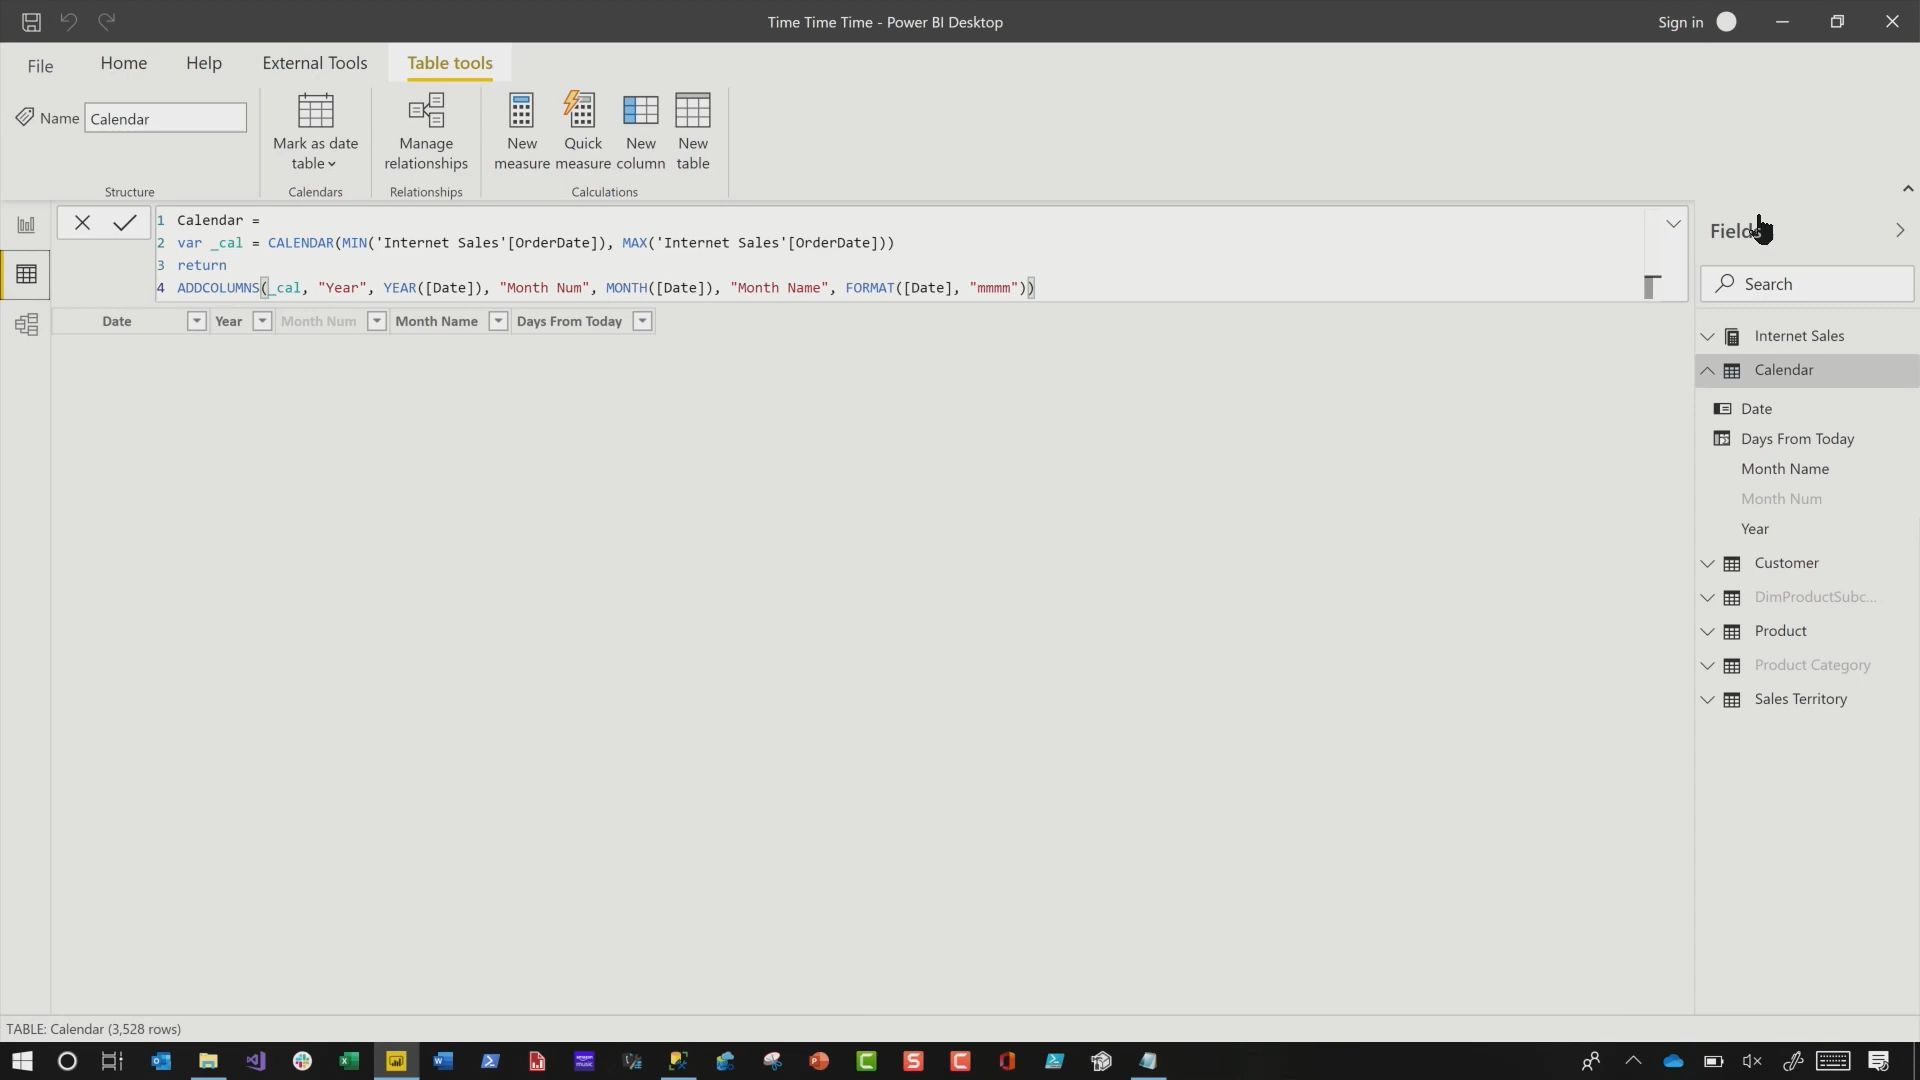 Time Time Time - Power BI Desktop
Sign in
File
Home
Help
External Tools
Table tools
Name
Calendar
Mark as date
table
Manage
relationships
New
measure
Quick
measure
New
column
New
table
Structure
Calendars
Relationships
Calculations
1 Calendar =
2 var _cal = CALENDAR(MIN('Internet Sales'[OrderDate]), MAX('Internet Sales'[OrderDate]))
3 return
4 ADDCOLUMNS(_cal, "Year", YEAR([Date]), "Month Num", MONTH([Date]), "Month Name", FORMAT([Date], "mmmm"))
Date
Year
Month Num
Month Name
Days From Today
Fields
Search
Internet Sales
Calendar
Date
Days From Today
Month Name
Month Num
Year
Customer
DimProductSubc...
Product
Product Category
Sales Territory
TABLE: Calendar (3,528 rows)